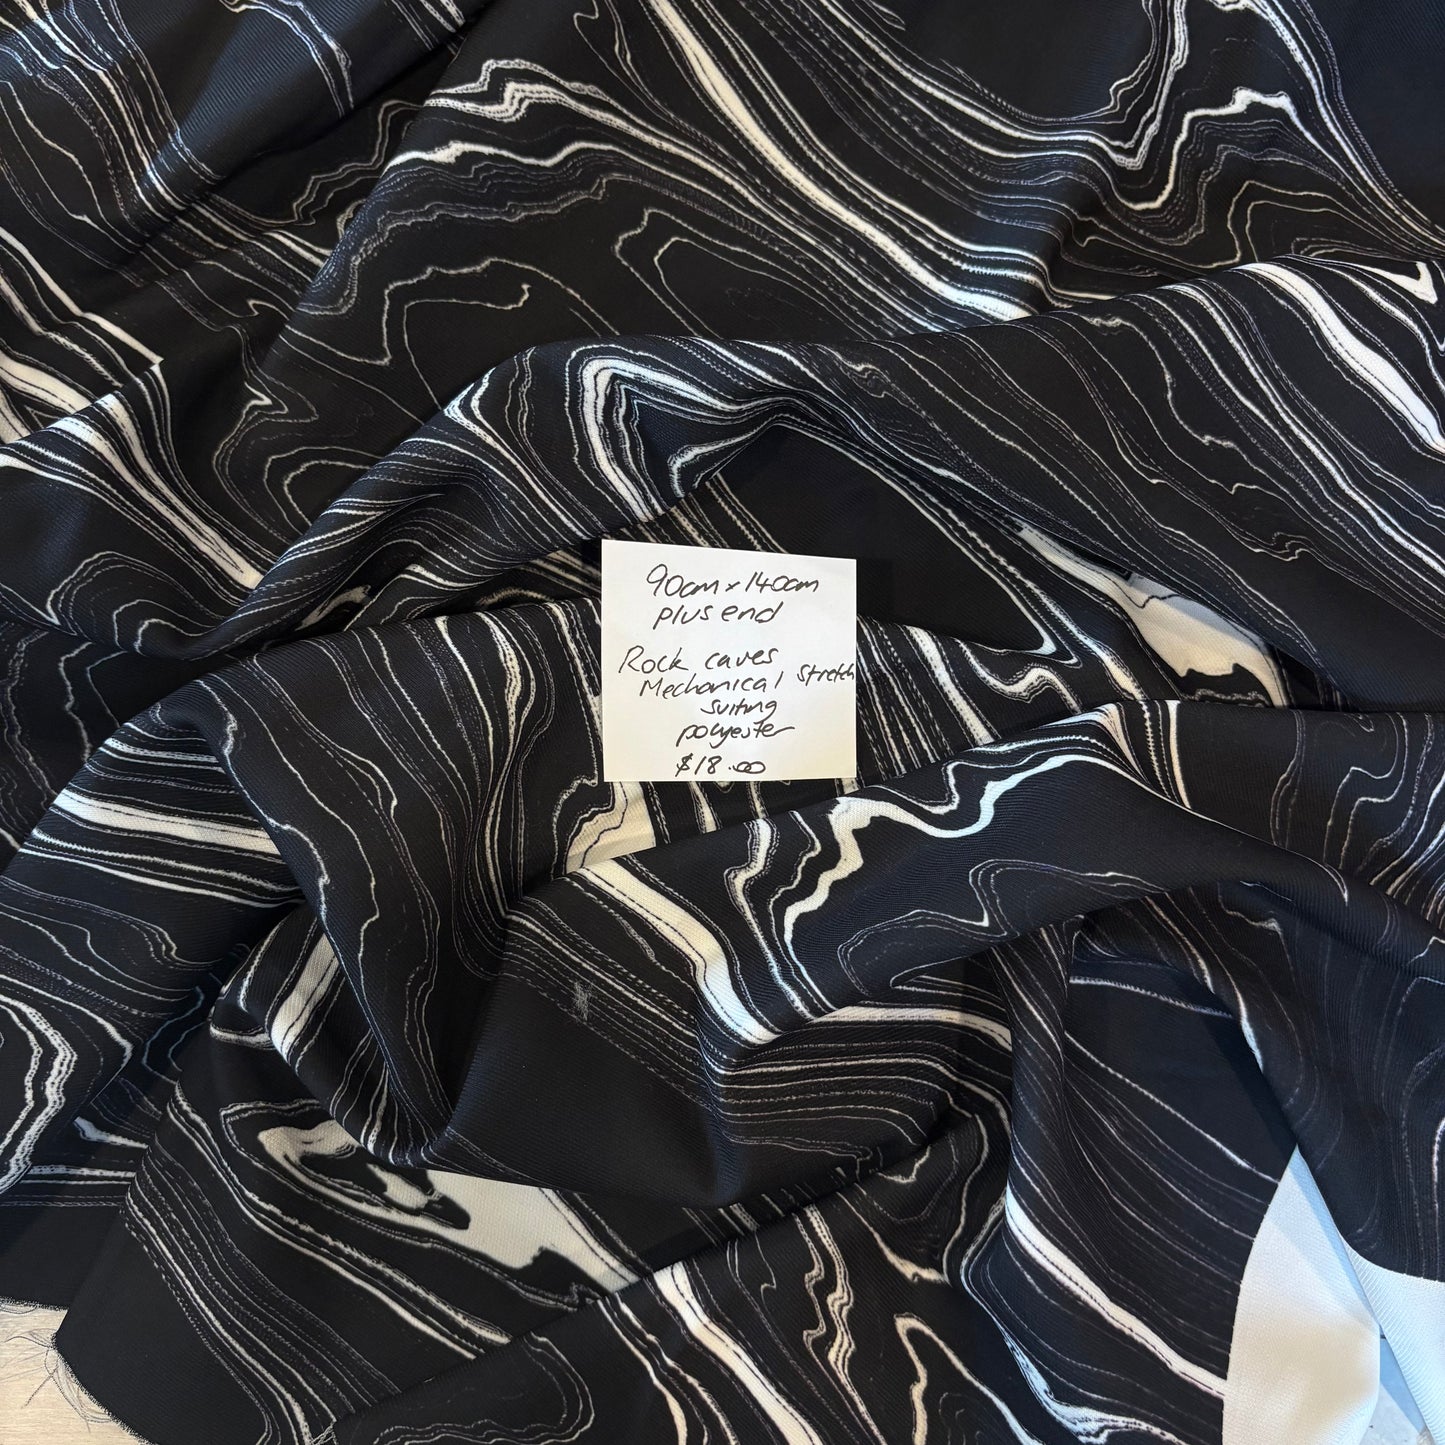 90cm x 140cm
plus end
Rock caves
Mechanical Stretch
Suiting
polyester
$18.00